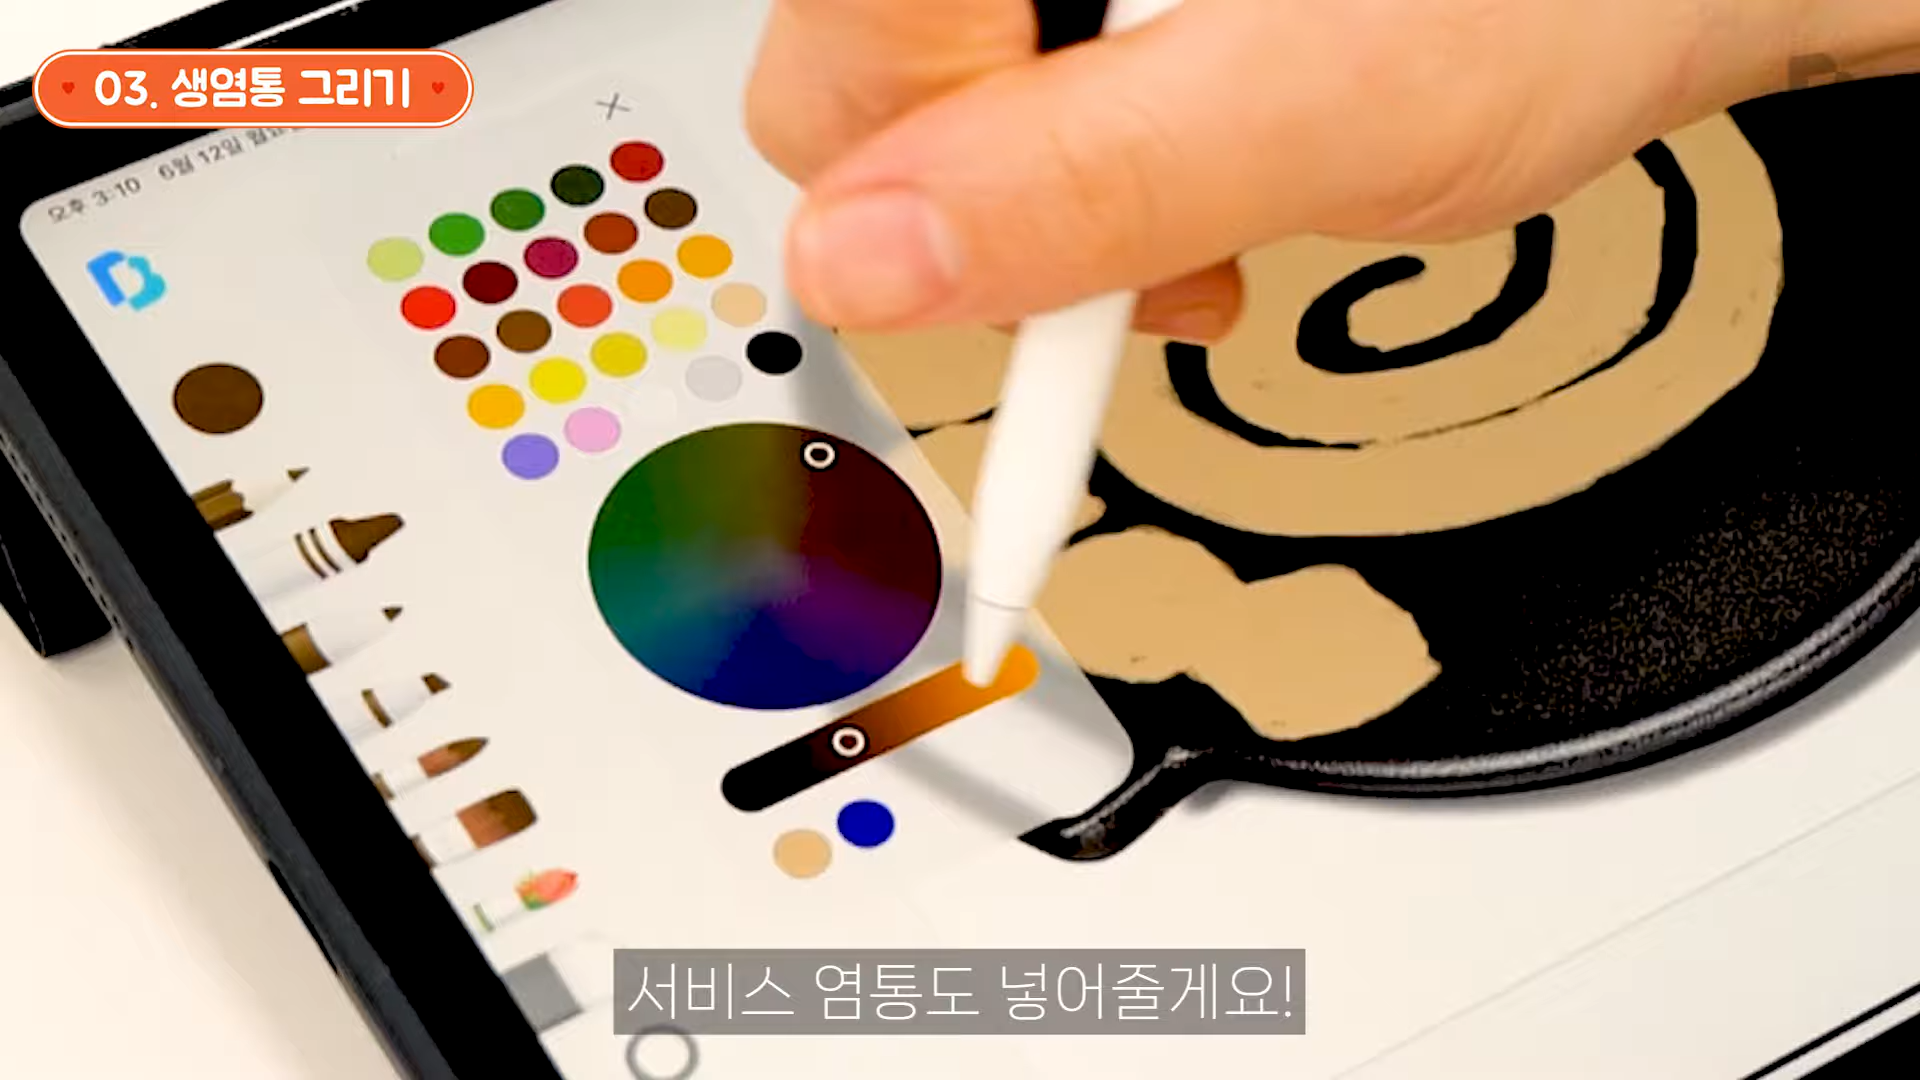 03. 생염통 그리기
오후 3:10 6월 12일
서비스 염통도 넣어줄게요!